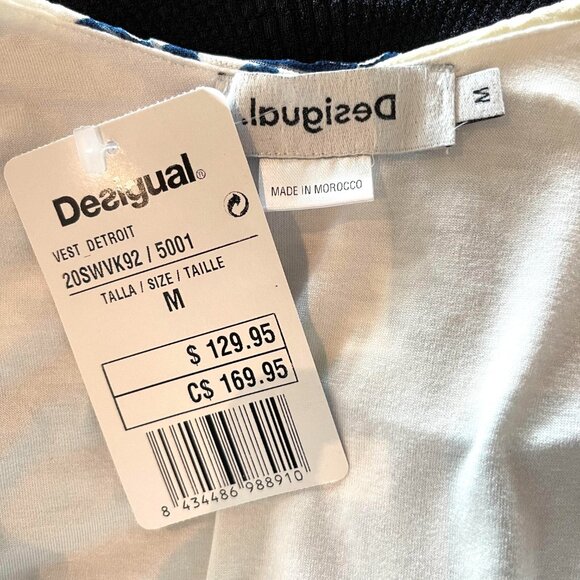 Desigual.
M
MADE IN MOROCCO
Desigual®
VEST_DETROIT
20SWVK92 / 5001
TALLA / SIZE / TAILLE
M
$ 129.95
C$ 169.95
8 434486 988910